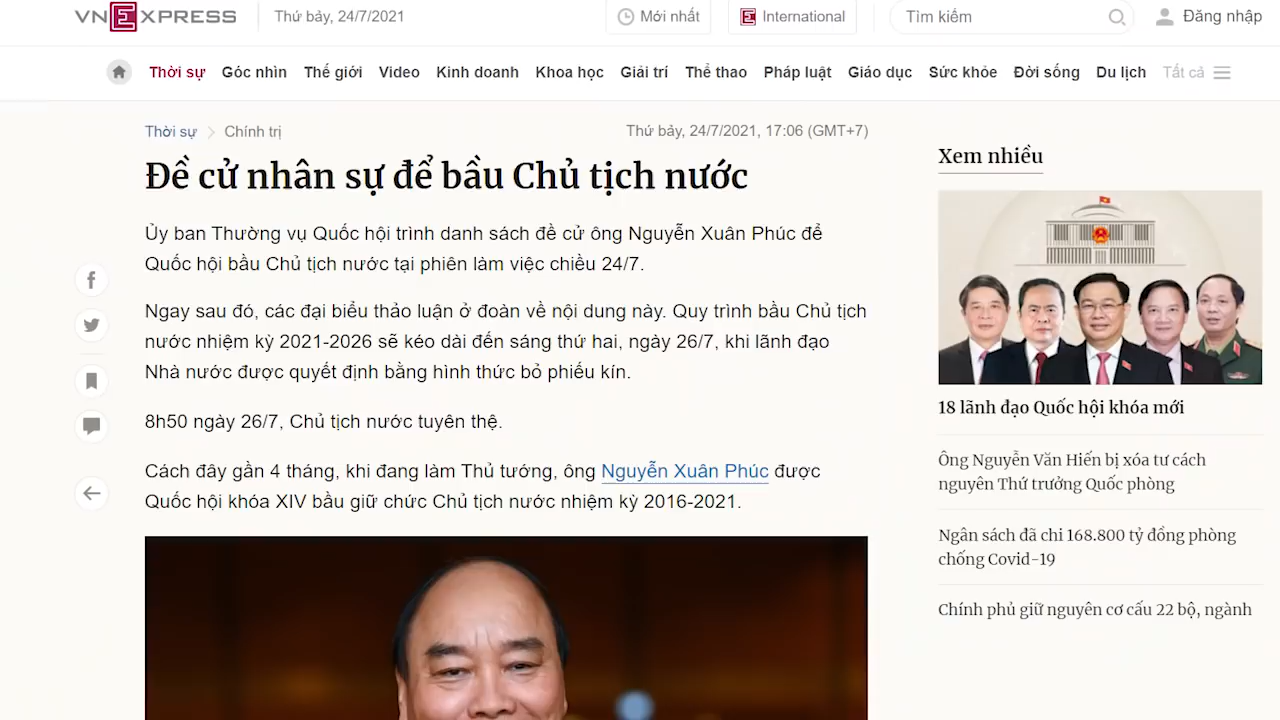 VNEXPRESS
Thứ bảy, 24/7/2021
Mới nhất
International
Tìm kiếm
Đăng nhập
Thời sự Góc nhìn Thế giới Video Kinh doanh Khoa học Giải trí Thể thao Pháp luật Giáo dục Sức khỏe Đời sống Du lịch Tất cả
Thời sự Chính trị
Thứ bảy, 24/7/2021, 17:06 (GMT+7)
Đề cử nhân sự để bầu Chủ tịch nước
Ủy ban Thường vụ Quốc hội trình danh sách đề cử ông Nguyễn Xuân Phúc để
Quốc hội bầu Chủ tịch nước tại phiên làm việc chiều 24/7.
Ngay sau đó, các đại biểu thảo luận ở đoàn về nội dung này. Quy trình bầu Chủ tịch
nước nhiệm kỳ 2021-2026 sẽ kéo dài đến sáng thứ hai, ngày 26/7, khi lãnh đạo
Nhà nước được quyết định bằng hình thức bỏ phiếu kín.
8h50 ngày 26/7, Chủ tịch nước tuyên thệ.
Cách đây gần 4 tháng, khi đang làm Thủ tướng, ông Nguyễn Xuân Phúc được
Quốc hội khóa XIV bầu giữ chức Chủ tịch nước nhiệm kỳ 2016-2021.
Xem nhiều
18 lãnh đạo Quốc hội khóa mới
Ông Nguyễn Văn Hiến bị xóa tư cách
nguyên Thứ trưởng Quốc phòng
Ngân sách đã chi 168.800 tỷ đồng phòng
chống Covid-19
Chính phủ giữ nguyên cơ cấu 22 bộ, ngành